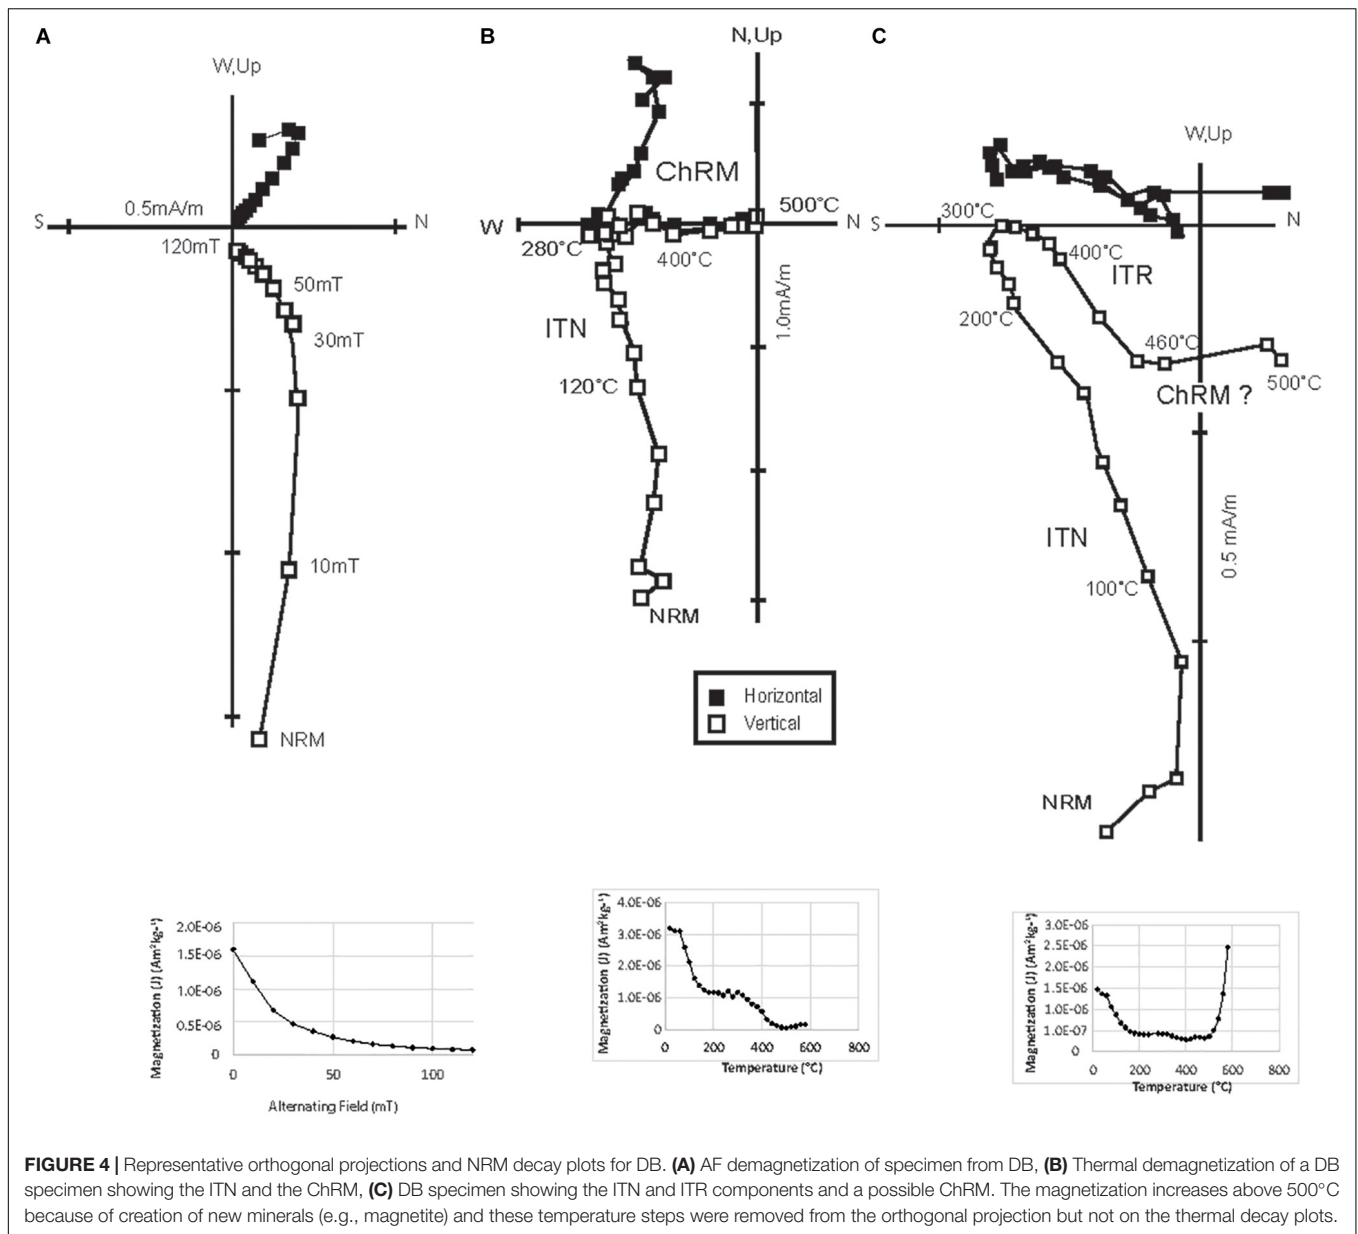 A
W,Up
0.5mA/m
S
N
120mT
50mT
30mT
10mT
NRM
B
N,Up
ChRM
500°C
W
N
280°C
400°C
ITN
120°C
1.0mA/m
NRM
Horizontal
Vertical
C
W,Up
S
N
300°C
400°C
ITR
200°C
460°C
500°C
ChRM ?
ITN
100°C
0.5 mA/m
NRM
Magnetization (J) (Am²kg-¹)
2.0E-06
1.5E-06
1.0E-06
0.5E-06
0
0 50 100
Alternating Field (mT)
Magnetization (J) (Am²kg-¹)
4.0E-06
3.0E-06
2.0E-06
1.0E-06
0
0 200 400 600 800
Temperature (°C)
Magnetization (J) (Am²kg-¹)
3.0E-06
2.5E-06
1.5E-06
1.0E-06
1.0E-07
0
0 200 400 600 800
Temperature (°C)
FIGURE 4 | Representative orthogonal projections and NRM decay plots for DB. (A) AF demagnetization of specimen from DB, (B) Thermal demagnetization of a DB
specimen showing the ITN and the ChRM, (C) DB specimen showing the ITN and ITR components and a possible ChRM. The magnetization increases above 500°C
because of creation of new minerals (e.g., magnetite) and these temperature steps were removed from the orthogonal projection but not on the thermal decay plots.